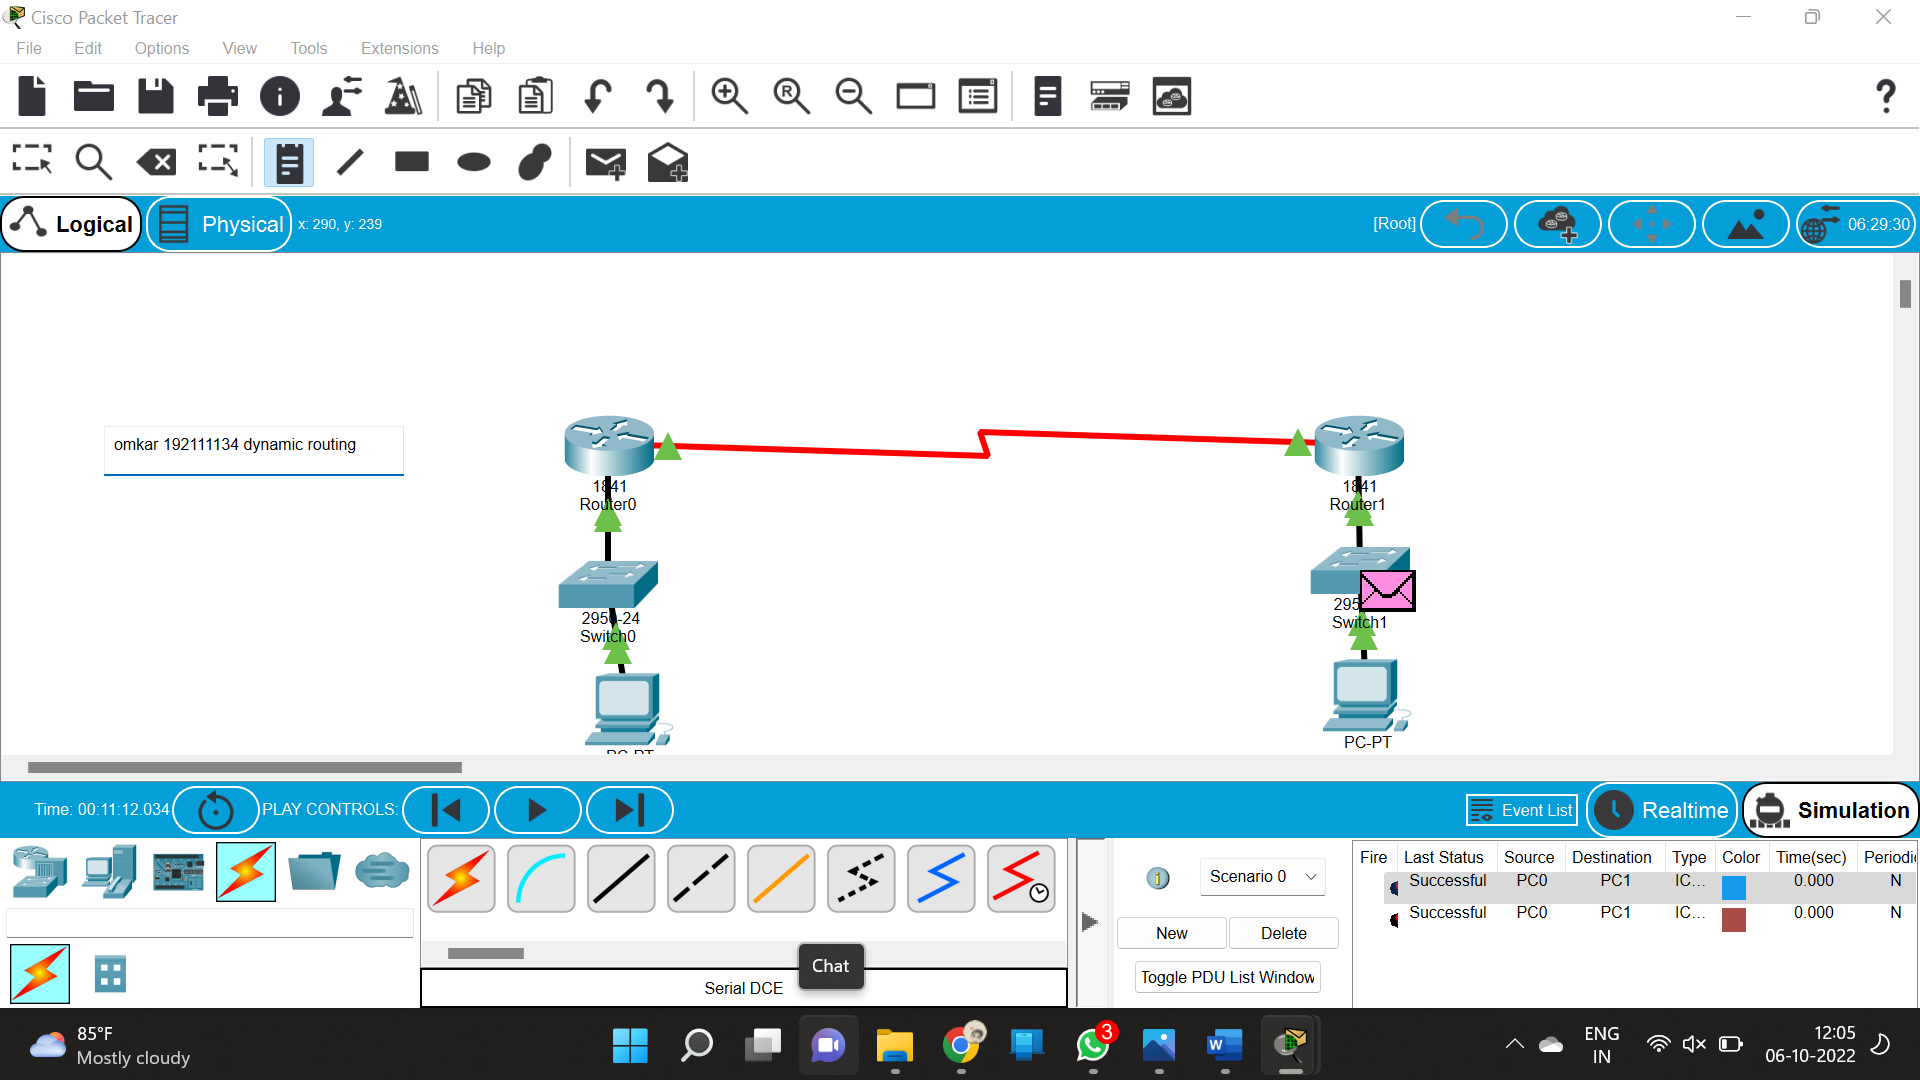 Cisco Packet Tracer
File Edit Options View Tools Extensions Help
Logical Physical x: 290, y: 239 [Root] 06:29:30
omkar 192111134 dynamic routing
1841
Router0
1841
Router1
2950-24
Switch0
295
Switch1
PC-PT
PC-PT
Time: 00:11:12.034 PLAY CONTROLS: Event List Realtime Simulation
Scenario 0
New Delete
Toggle PDU List Window
Fire Last Status Source Destination Type Color Time(sec) Periodic
Successful PC0 PC1 IC... 0.000 N
Successful PC0 PC1 IC... 0.000 N
Chat
Serial DCE
85°F
Mostly cloudy
3
ENG
IN
12:05
06-10-2022